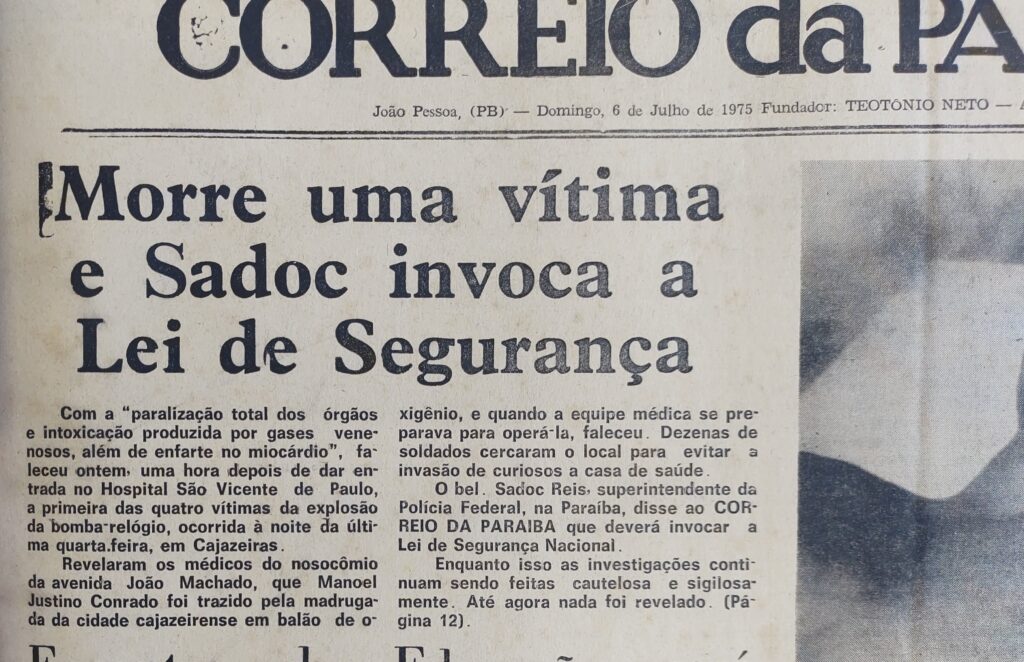 CORREIO da PA
João Pessoa, (PB) — Domingo, 6 de Julho de 1975 Fundador: TEOTÔNIO NETO —
Morre uma vítima
e Sadoc invoca a
Lei de Segurança
Com a “paralização total dos órgãos
e intoxicação produzida por gases vene-
nosos, além de enfarte no miocárdio”, fa-
leceu ontem, uma hora depois de dar en-
trada no Hospital São Vicente de Paulo,
a primeira das quatro vítimas da explosão
da bomba-relógio, ocorrida à noite da últi-
ma quarta.feira, em Cajazeiras.
Revelaram os médicos do nosocômio
da avenida João Machado, que Manoel
Justino Conrado foi trazido pela madruga-
da da cidade cajazeirense em balão de o-
xigênio, e quando a equipe médica se pre-
parava para operá-la, faleceu. Dezenas de
soldados cercaram o local para evitar a
invasão de curiosos a casa de saúde.
O bel. Sadoc Reis, superintendente da
Polícia Federal, na Paraíba, disse ao COR-
REIO DA PARAIBA que deverá invocar a
Lei de Segurança Nacional.
Enquanto isso as investigações conti-
nuam sendo feitas cautelosa e sigilosa-
mente. Até agora nada foi revelado. (Pá-
gina 12).